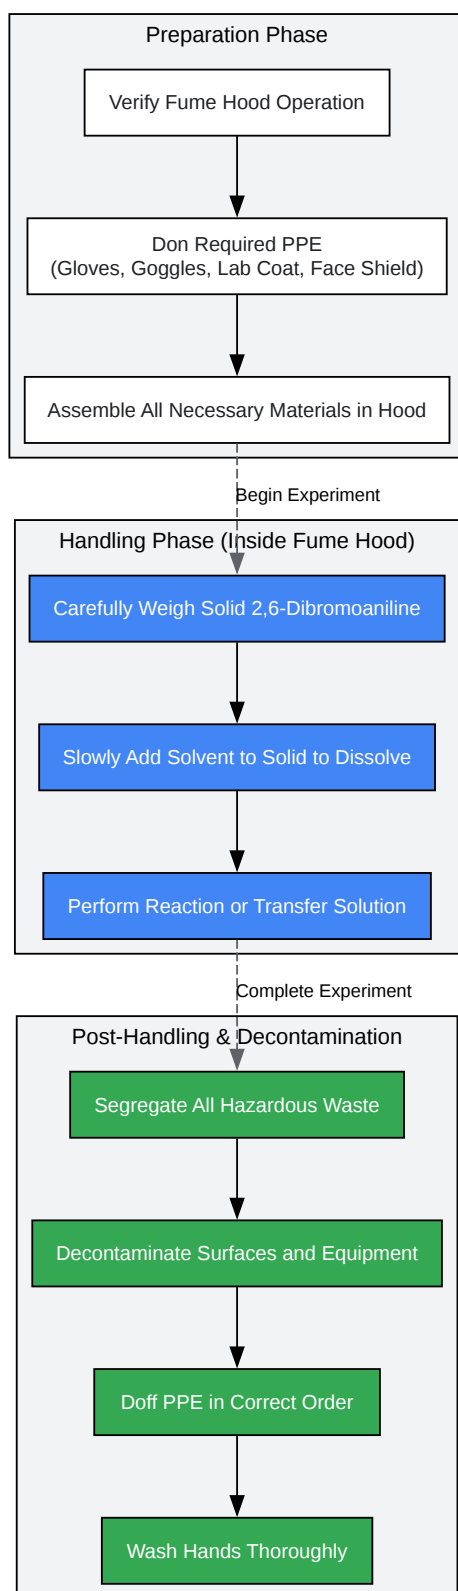 Preparation Phase
Verify Fume Hood Operation
Don Required PPE
(Gloves, Goggles, Lab Coat, Face Shield)
Assemble All Necessary Materials in Hood
Begin Experiment
Handling Phase (Inside Fume Hood)
Carefully Weigh Solid 2,6-Dibromoaniline
Slowly Add Solvent to Solid to Dissolve
Perform Reaction or Transfer Solution
Complete Experiment
Post-Handling & Decontamination
Segregate All Hazardous Waste
Decontaminate Surfaces and Equipment
Doff PPE in Correct Order
Wash Hands Thoroughly